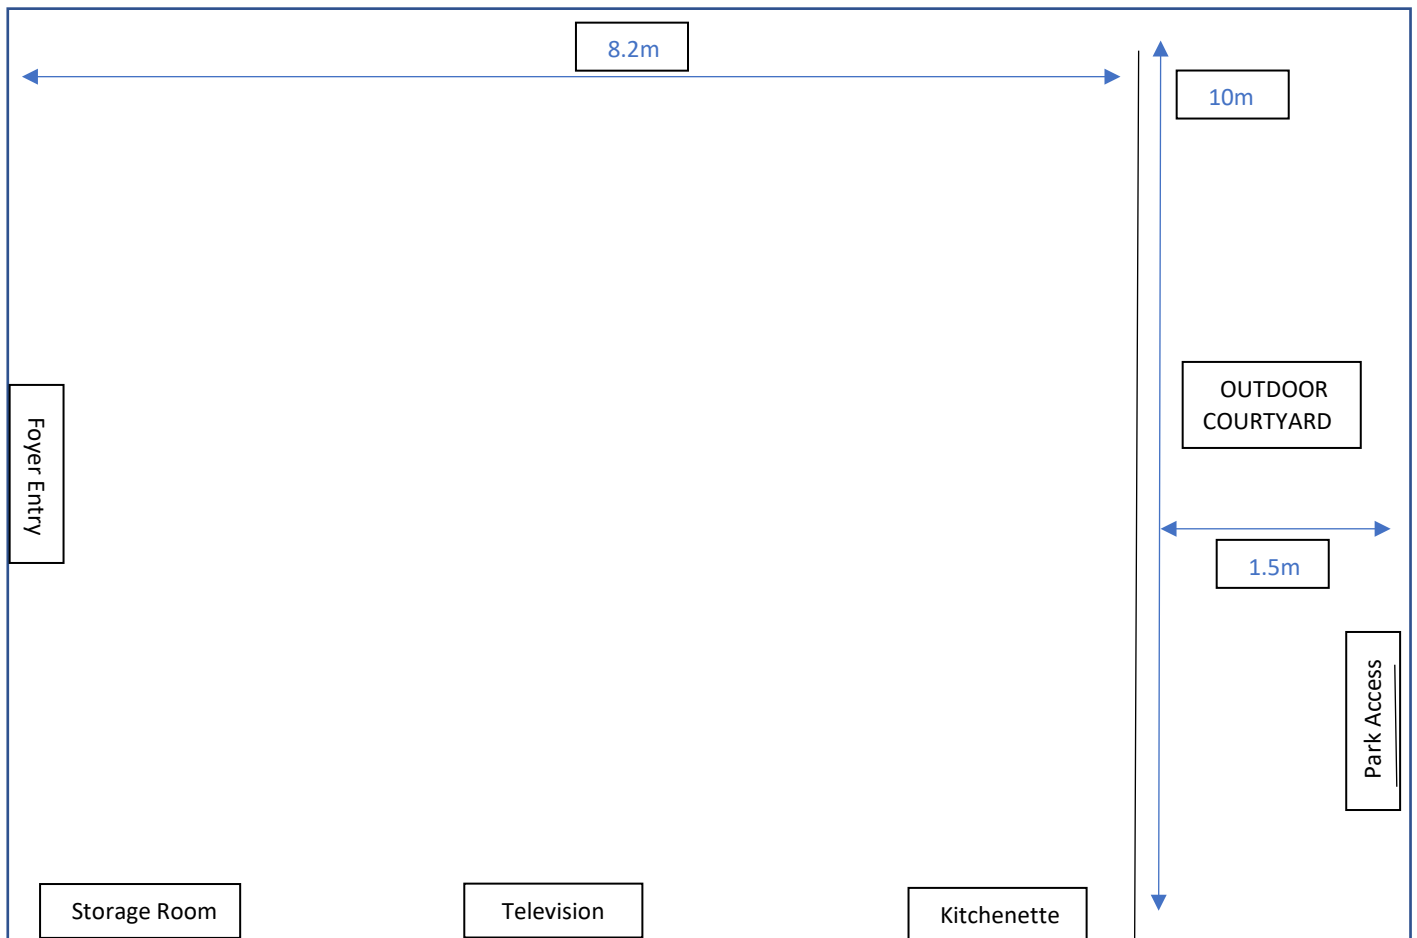 8.2m
10m
OUTDOOR
COURTYARD
Foyer Entry
1.5m
Park Access
Storage Room
Television
Kitchenette